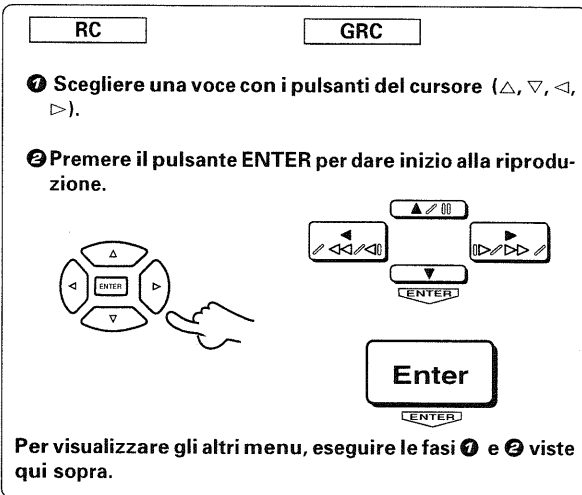 RC GRC
❶ Scegliere una voce con i pulsanti del cursore (△, ▽, ◁,
▷).
❷ Premere il pulsante ENTER per dare inizio alla riprodu-
zione.
ENTER
ENTER
Enter
ENTER
Per visualizzare gli altri menu, eseguire le fasi ❶ e ❷ viste
qui sopra.